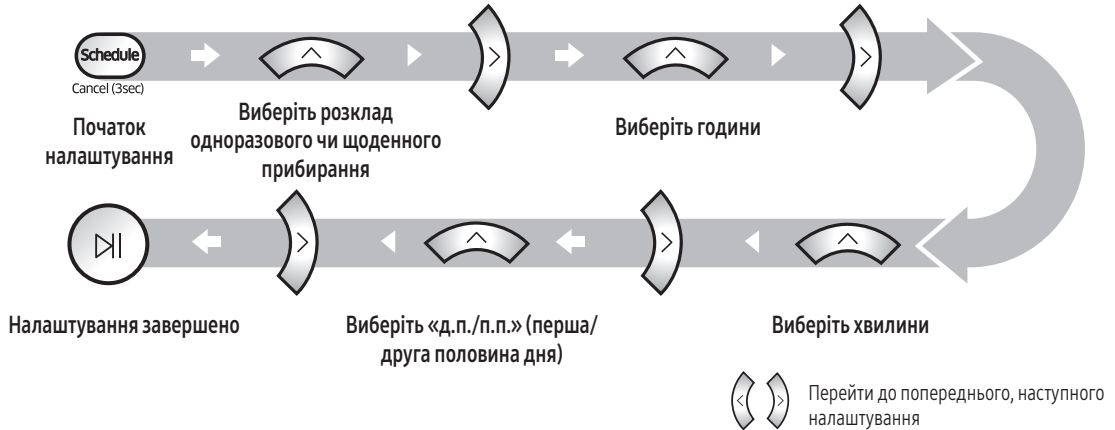 Schedule
Cancel (3sec)
Початок
налаштування
Виберіть розклад
одноразового чи щоденного
прибирання
Виберіть години
Налаштування завершено
Виберіть «д.п./п.п.» (перша/
друга половина дня)
Виберіть хвилини
Перейти до попереднього, наступного
налаштування